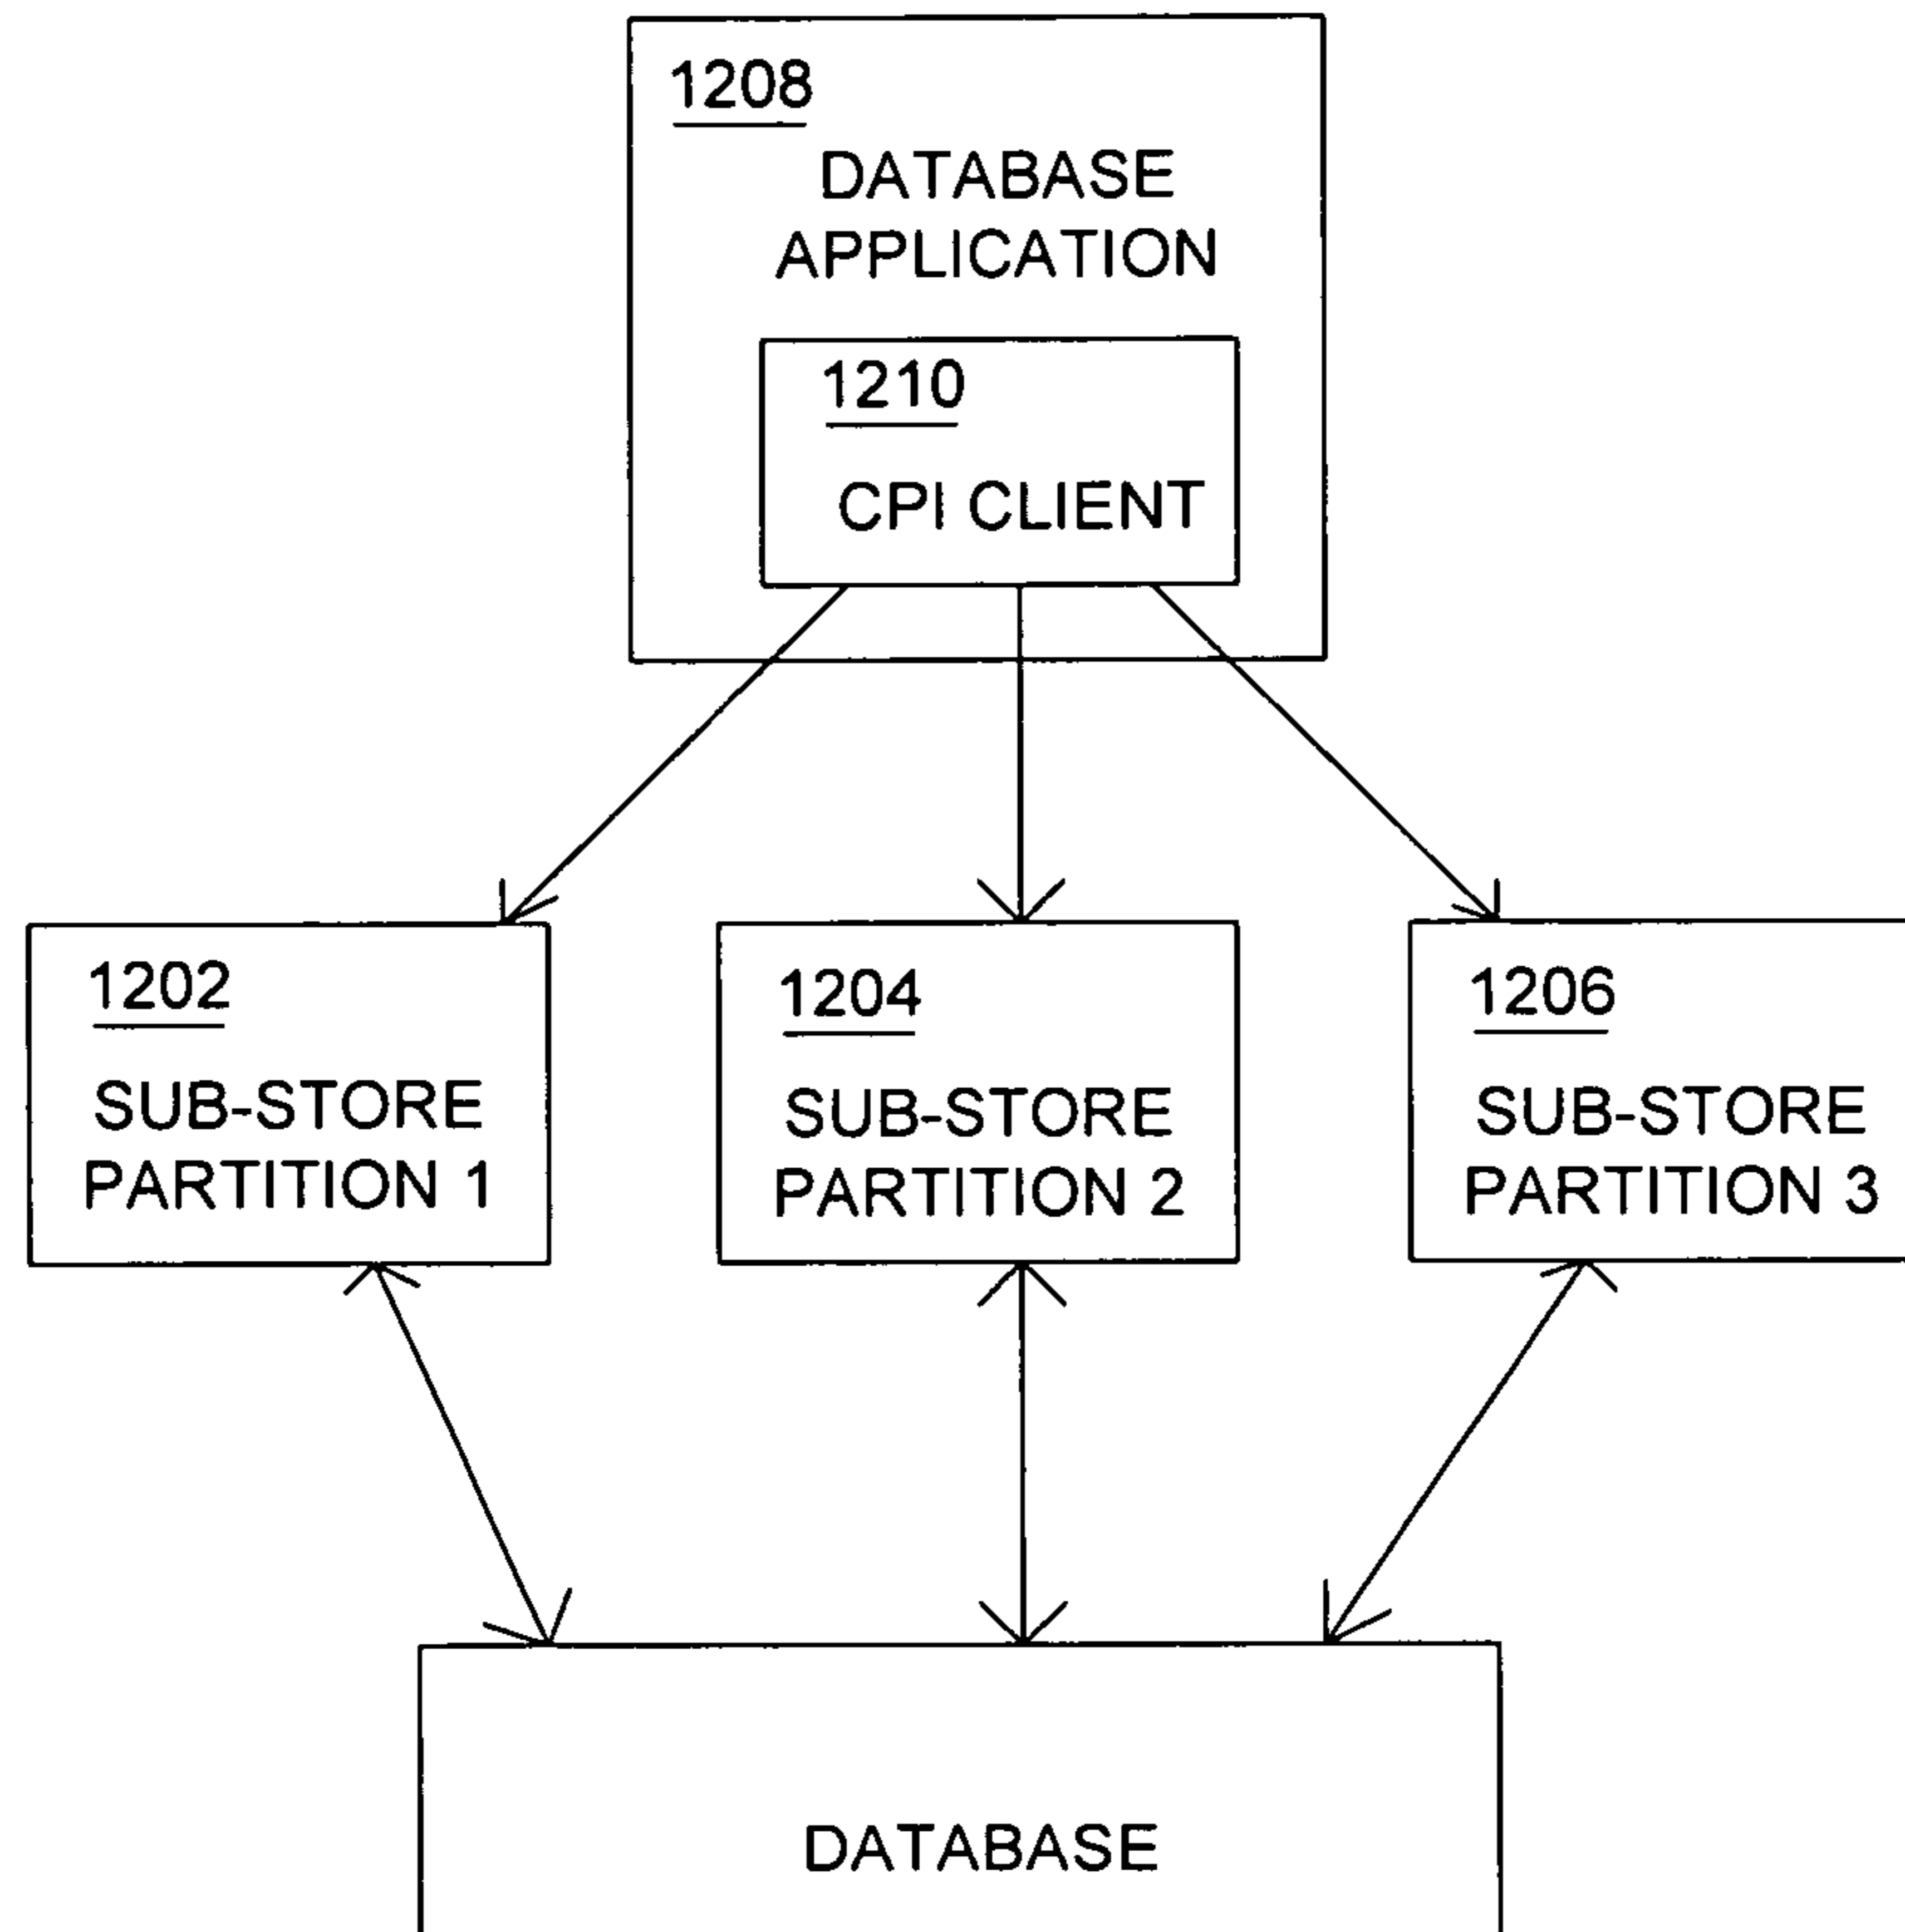 1208
DATABASE
APPLICATION
1210
CPI CLIENT
1202
SUB-STORE
PARTITION 1
1204
SUB-STORE
PARTITION 2
1206
SUB-STORE
PARTITION 3
DATABASE